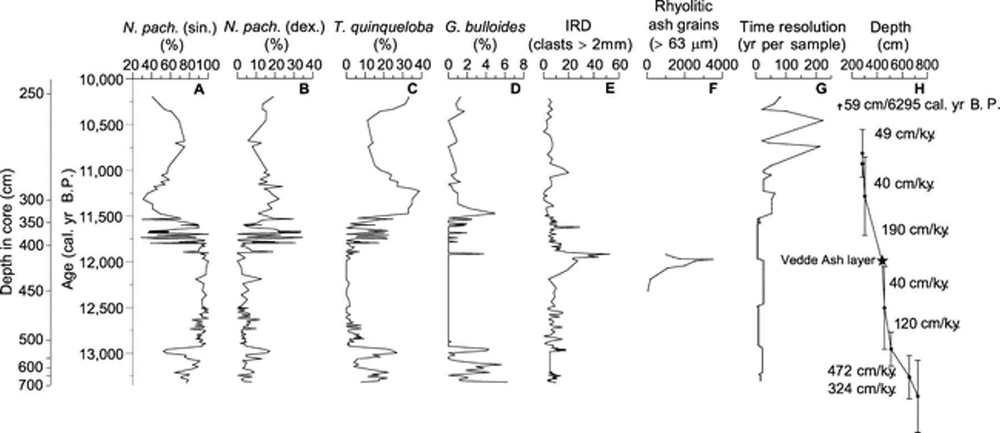 Rhyolitic
N. pach. (sin.) N. pach. (dex.) T. quinqueloba G. bulloides IRD ash grains Time resolution Depth
(%) (%) (%) (%) (clasts > 2mm) (> 63 μm) (yr per sample) (cm)
20 40 60 80 100 0 10 20 30 40 0 10 20 30 40 0 2 4 6 8 0 20 40 60 0 2000 4000 0 100 200 200 400 600 800
10,000
A B C D E F G H
250
↑59 cm/6295 cal. yr B. P.
10,500
49 cm/ky.
11,000
40 cm/ky.
300
11,500
350
190 cm/ky.
400
12,000
Vedde Ash layer
40 cm/ky.
450
12,500
120 cm/ky.
500
13,000
600
472 cm/ky.
700
324 cm/ky.
Depth in core (cm)
Age (cal. yr B.P.)